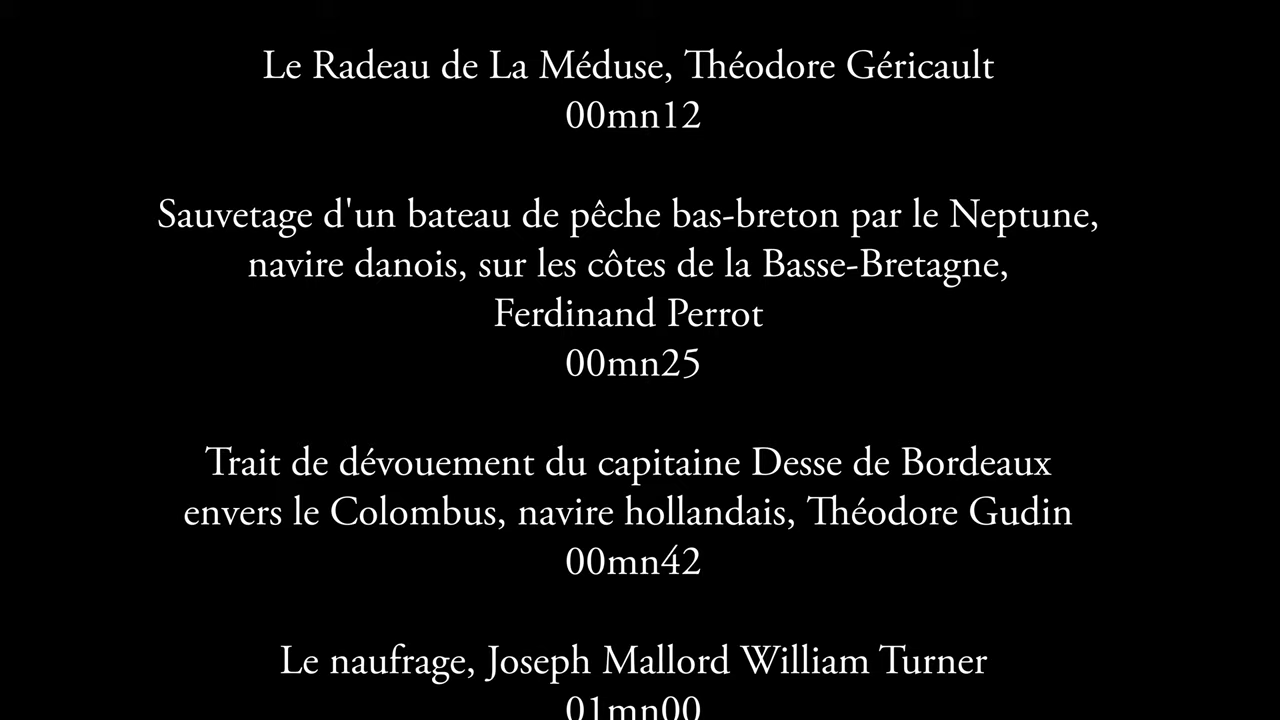 Le Radeau de La Méduse, Théodore Géricault
00mn12
Sauvetage d'un bateau de pêche bas-breton par le Neptune,
navire danois, sur les côtes de la Basse-Bretagne,
Ferdinand Perrot
00mn25
Trait de dévouement du capitaine Desse de Bordeaux
envers le Colombus, navire hollandais, Théodore Gudin
00mn42
Le naufrage, Joseph Mallord William Turner
01mn00